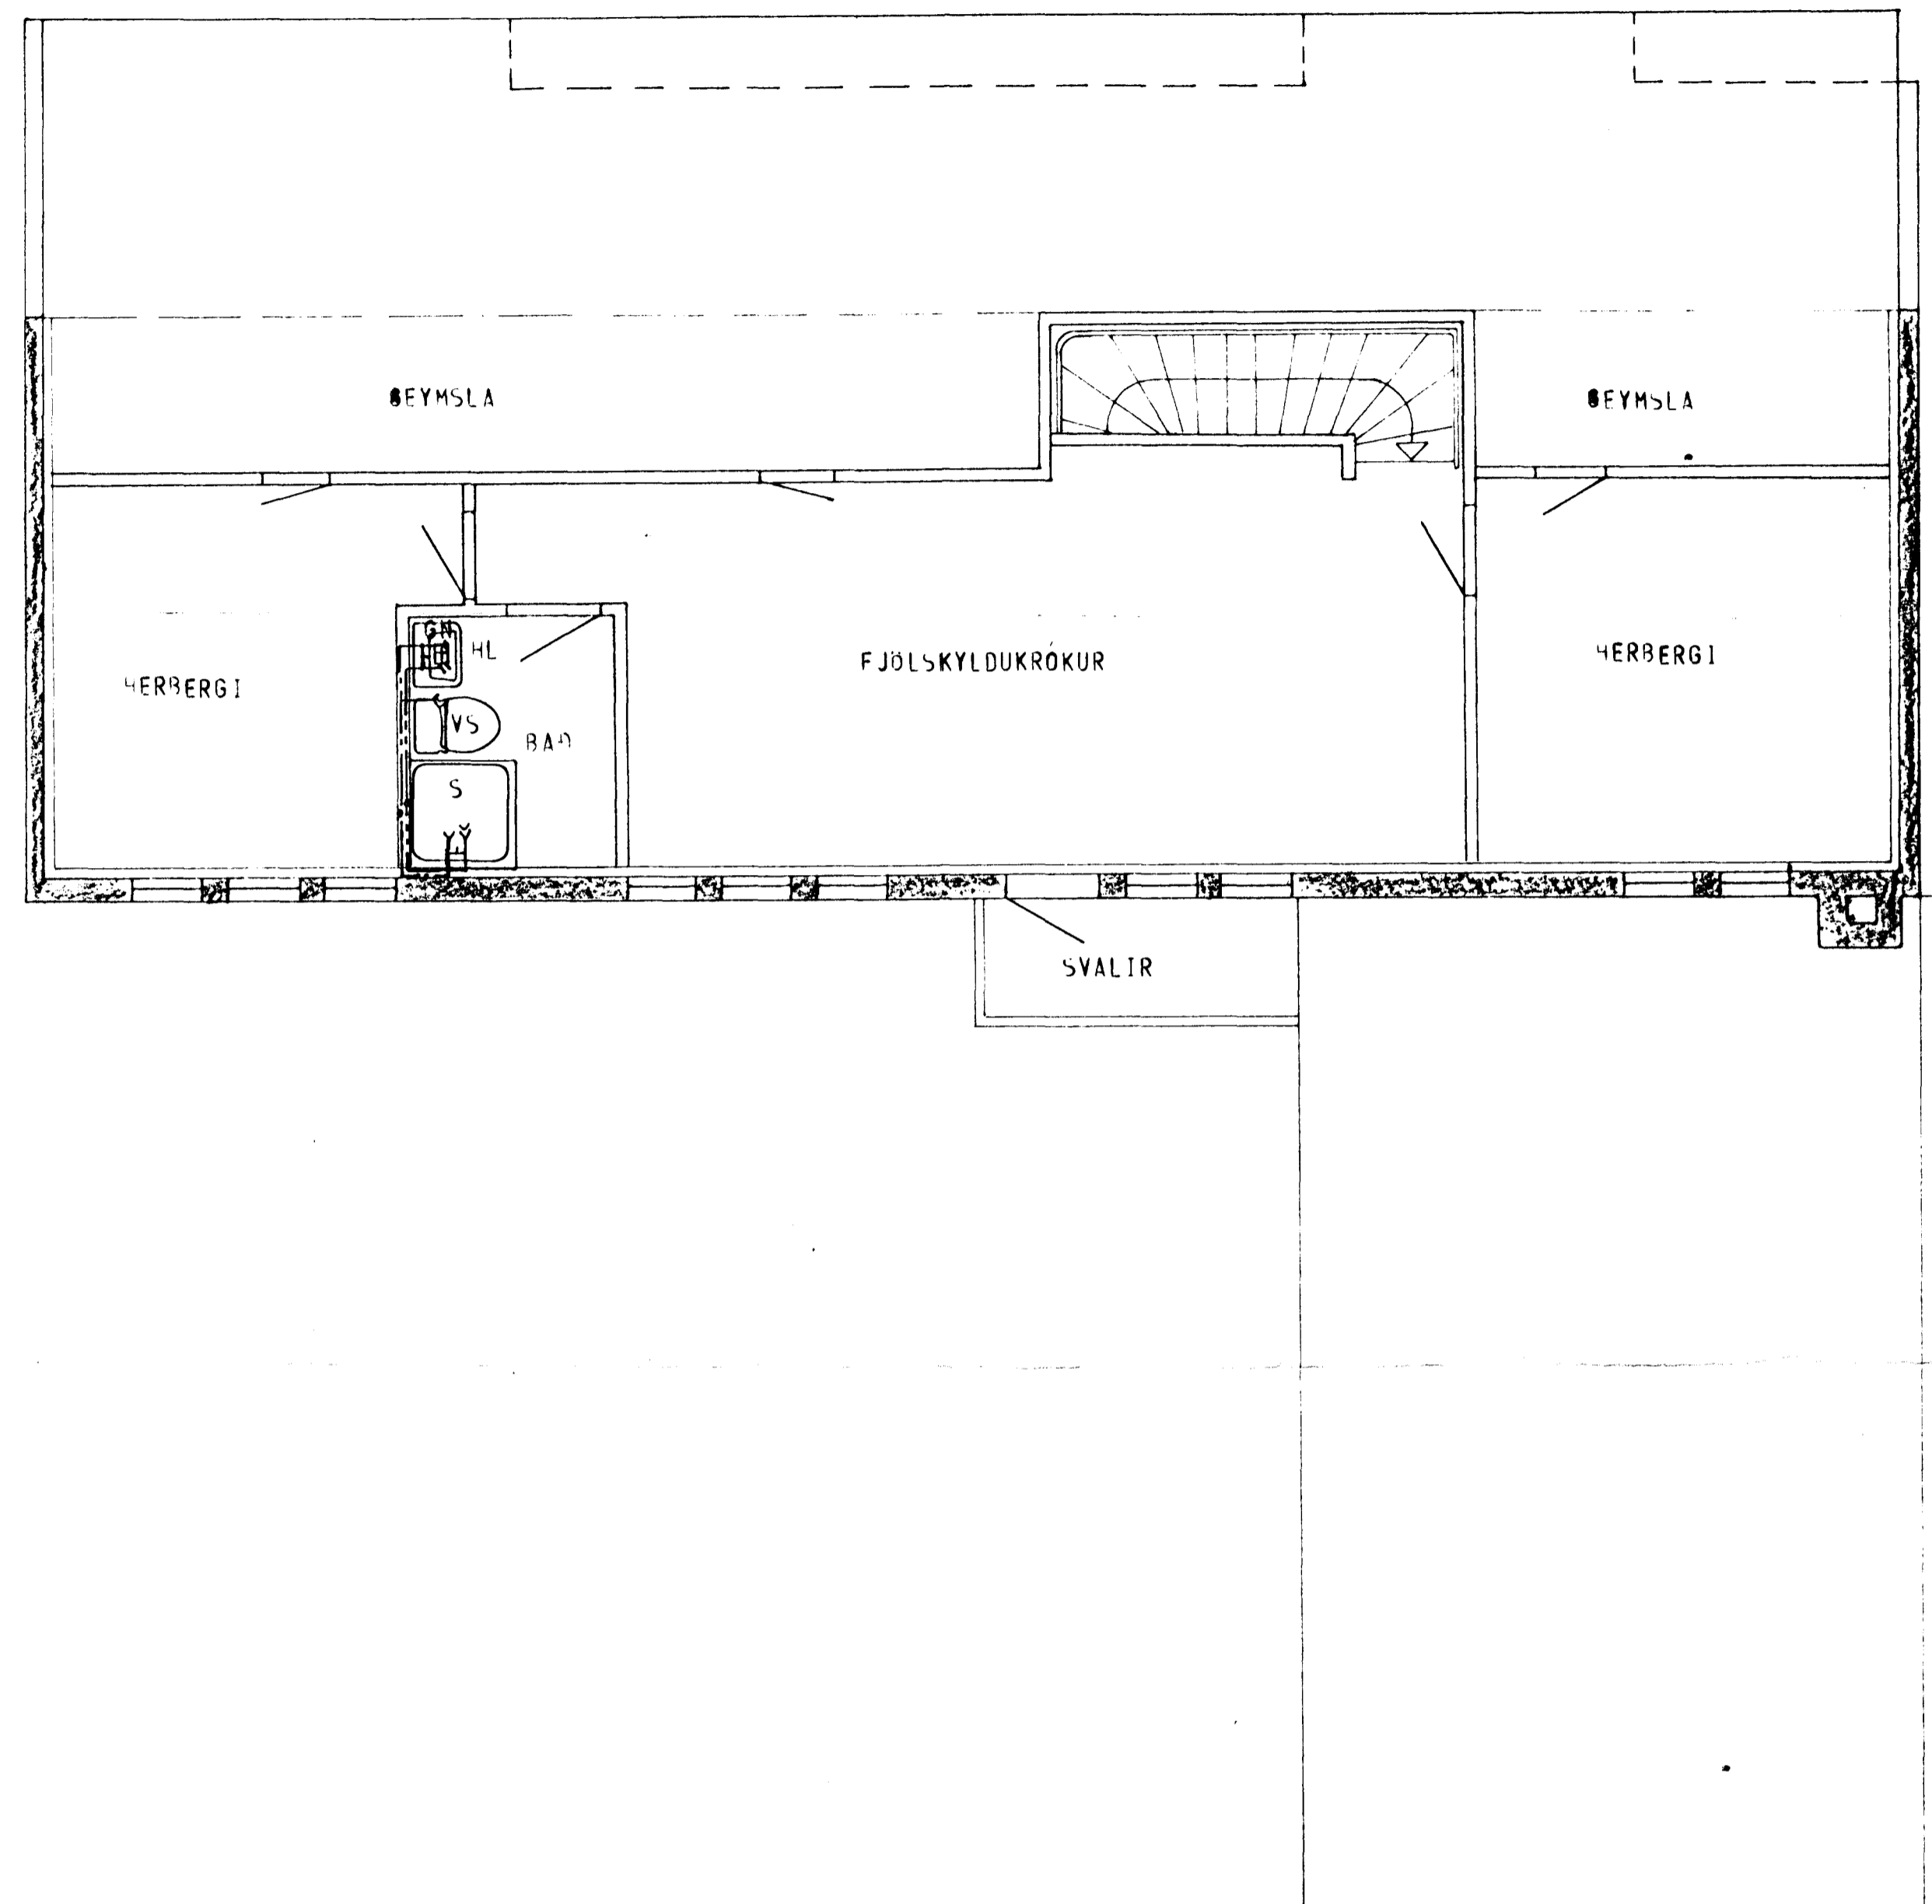 GEYMSLA
GEYMSLA
HERBERGI
GN
HL
VS
BAÐ
S
FJÖLSKYLDUKRÓKUR
HERBERGI
SVALIR